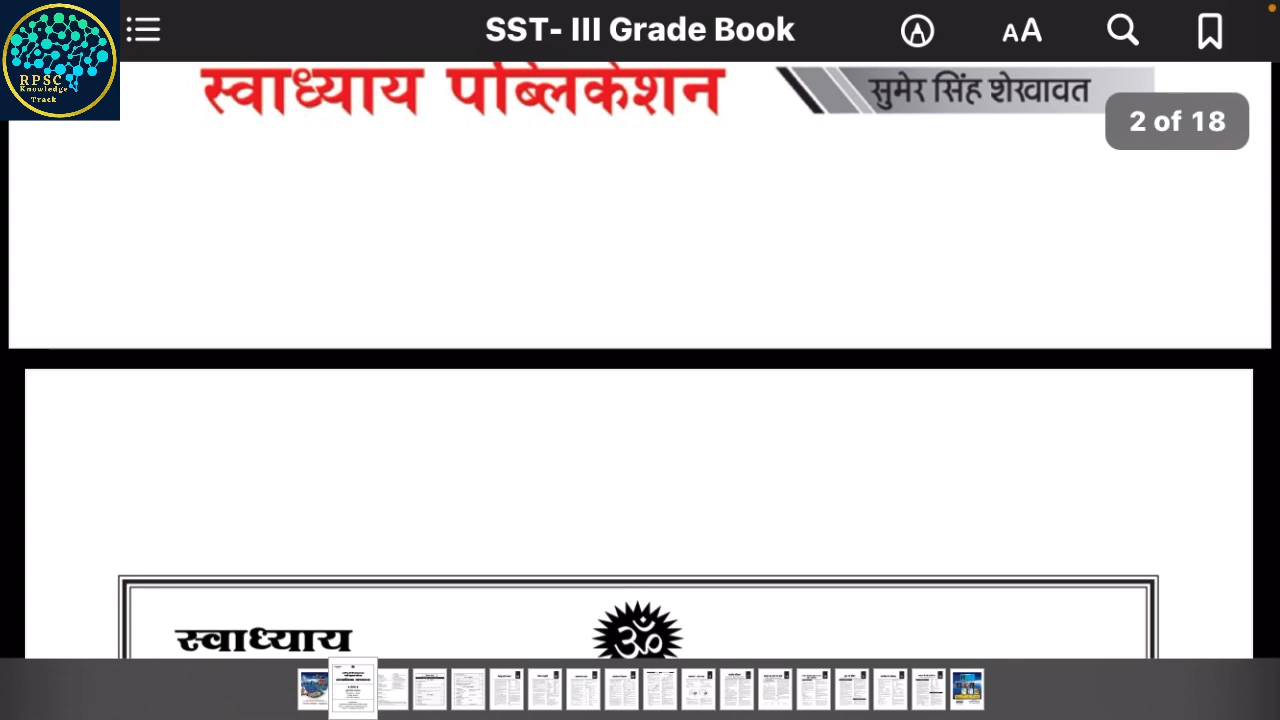 SST- III Grade Book
AA
RPSC
Knowledge
Track
स्वाध्याय पब्लिकेशन
सुमेर सिंह शेखावत
2 of 18
स्वाध्याय
ॐ